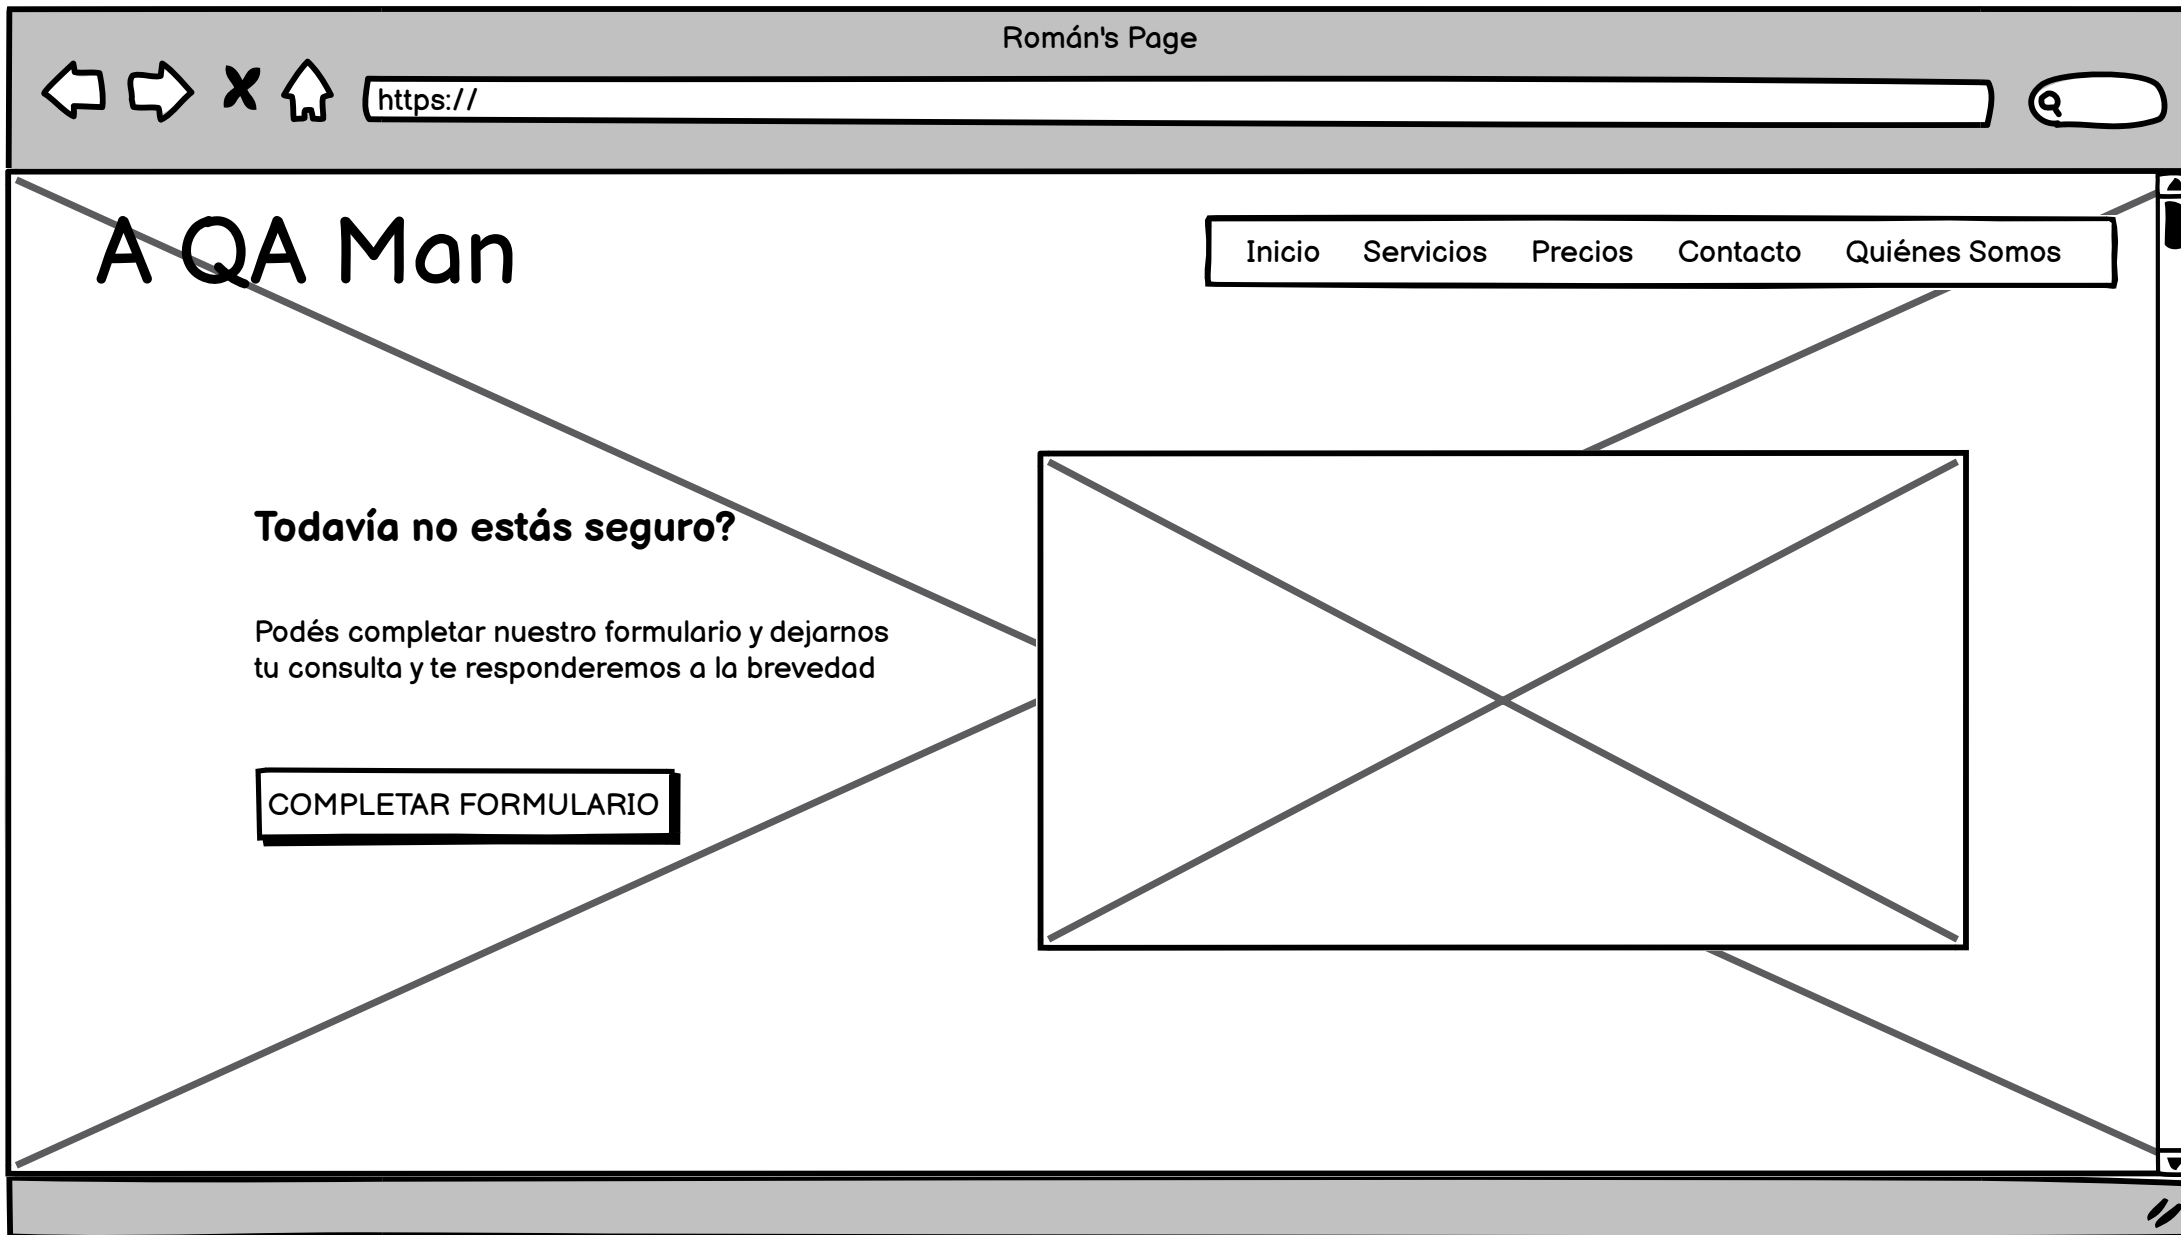 Román's Page
https://
A QA Man
Inicio Servicios Precios Contacto Quiénes Somos
Todavía no estás seguro?
Podés completar nuestro formulario y dejarnos
tu consulta y te responderemos a la brevedad
COMPLETAR FORMULARIO